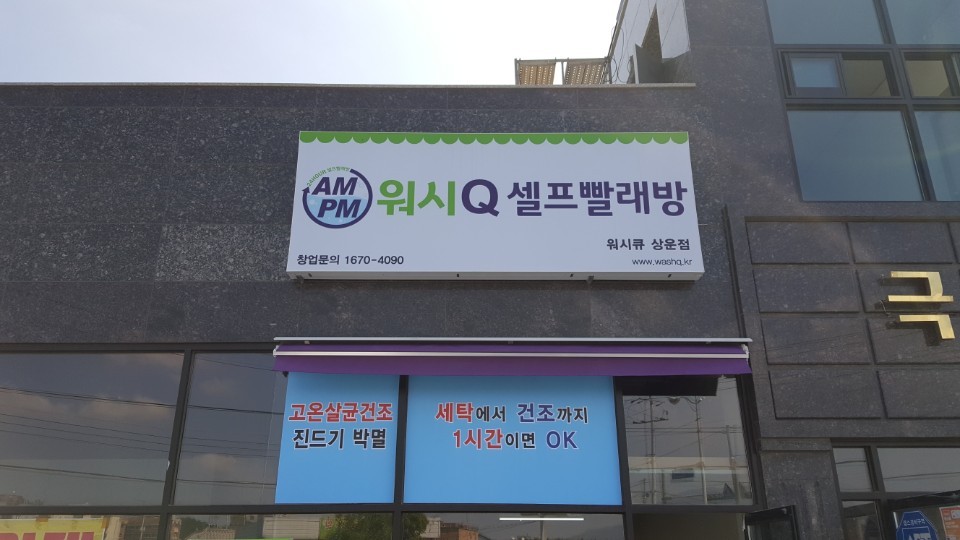 AM
PM
워시Q 셀프빨래방
워시큐 상운점
창업문의 1670-4090
www.washq.kr
고온살균건조
진드기 박멸
세탁에서 건조까지
1시간이면 OK